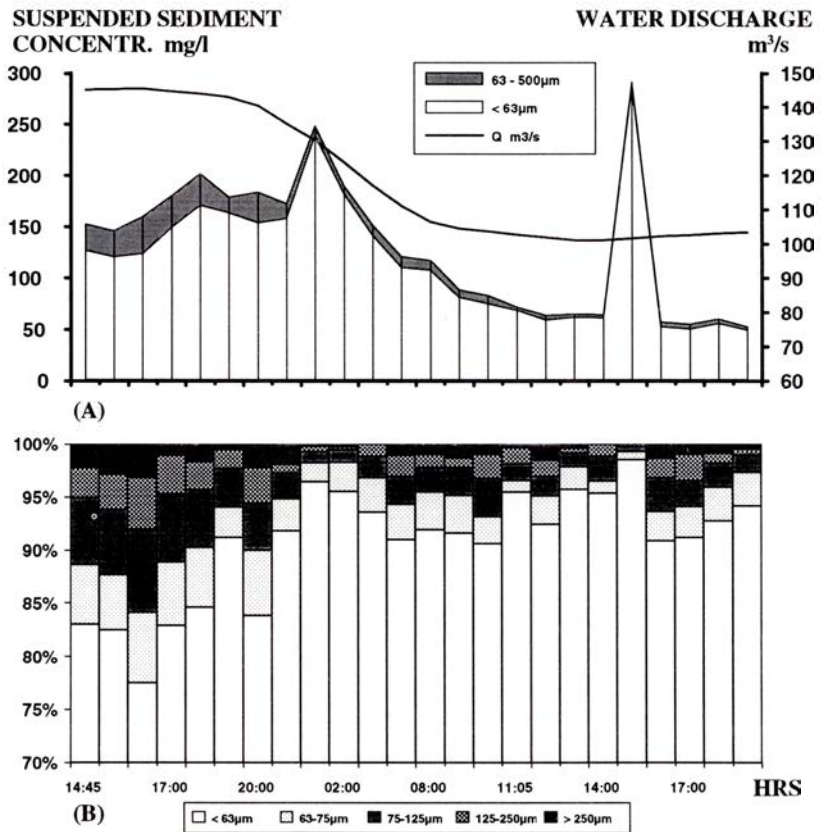 SUSPENDED SEDIMENT
CONCENTR. mg/l
WATER DISCHARGE
m³/s
300
250
200
150
100
50
0
63 - 500µm
< 63µm
Q m3/s
150
140
130
120
110
100
90
80
70
60
(A)
100%
95%
90%
85%
80%
75%
70%
14:45 17:00 20:00 02:00 08:00 11:05 14:00 17:00 HRS
(B)
< 63µm 63-75µm 75-125µm 125-250µm > 250µm